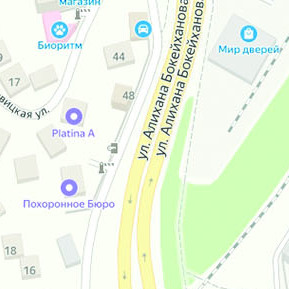 магазин
Биоритм
44
ул. Алихана Бокейханова
ул. Алихана Бокейханова
Мир дверей
17
48
вицкая ул.
Platina A
Похоронное Бюро
18
16